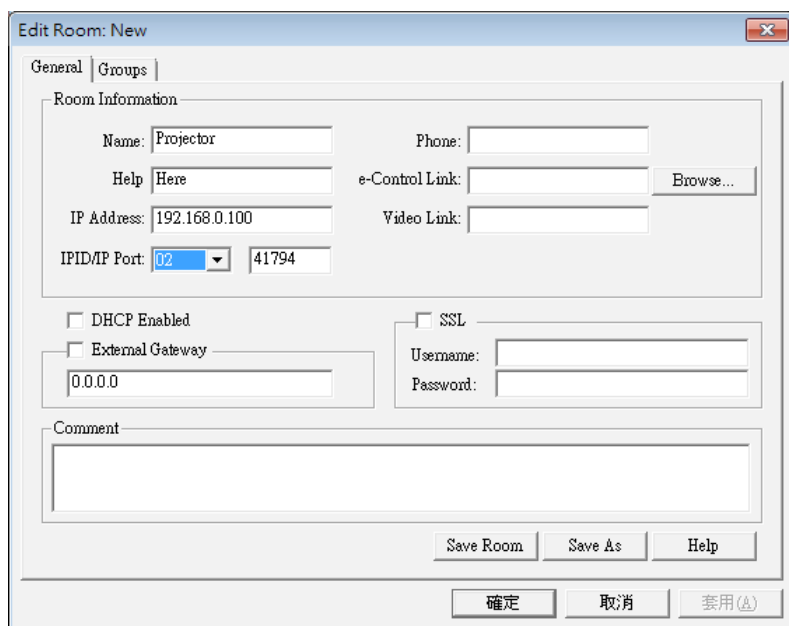 Edit Room: New
General Groups
Room Information
Name: Projector Phone:
Help Here e-Control Link: Browse...
IP Address: 192.168.0.100 Video Link:
IPID/IP Port: 02 41794
DHCP Enabled SSL
External Gateway Username:
0.0.0.0 Password:
Comment
Save Room Save As Help
確定 取消 套用(A)